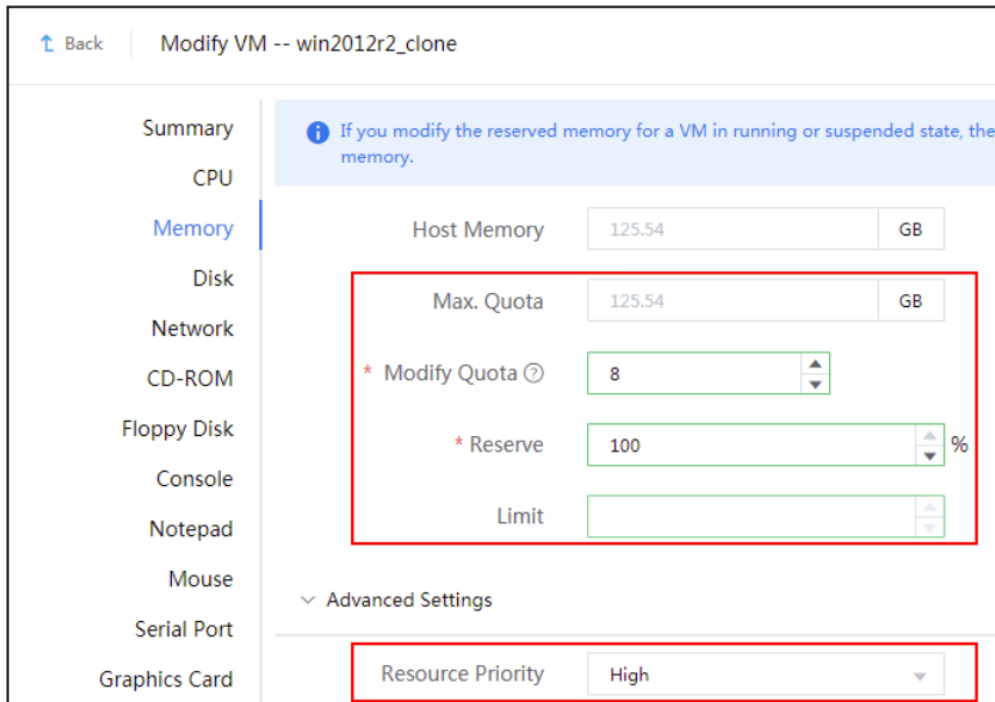 Back
Modify VM -- win2012r2_clone
Summary
CPU
Memory
Disk
Network
CD-ROM
Floppy Disk
Console
Notepad
Mouse
Serial Port
Graphics Card
If you modify the reserved memory for a VM in running or suspended state, the
memory.
Host Memory 125.54 GB
Max. Quota 125.54 GB
* Modify Quota ? 8
* Reserve 100 %
Limit
Advanced Settings
Resource Priority High